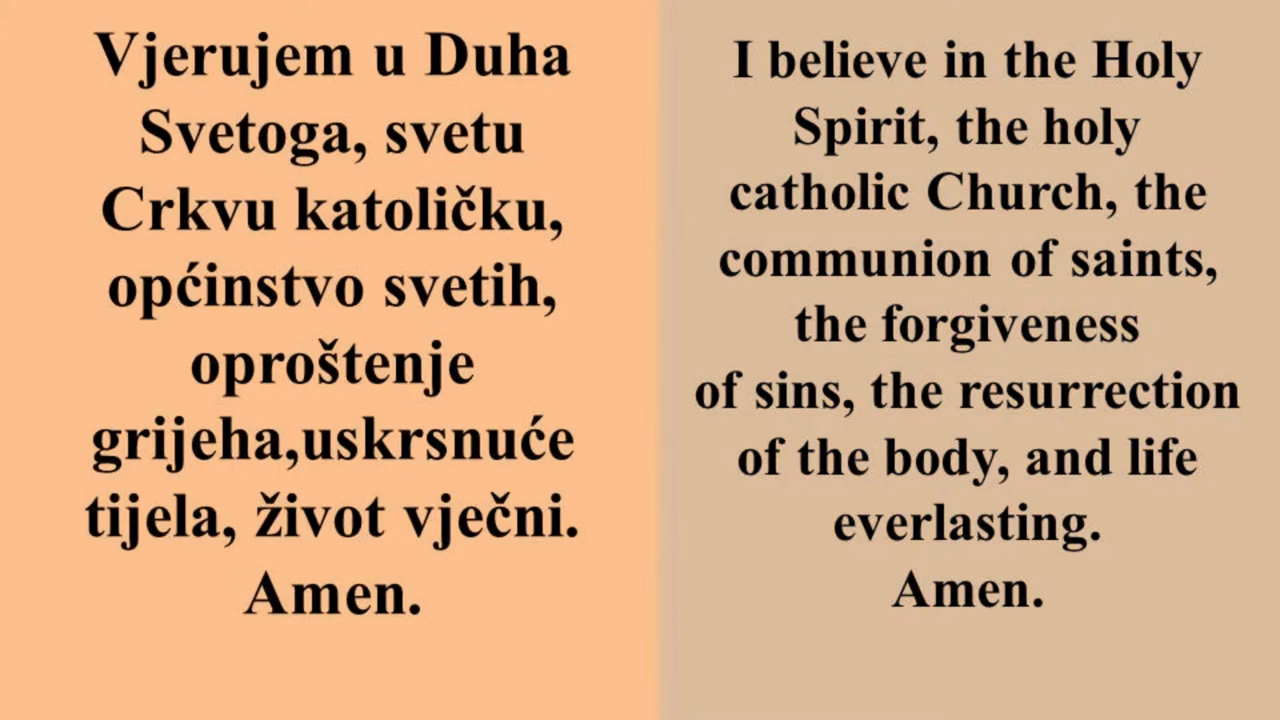 Vjerujem u Duha
Svetoga, svetu
Crkvu katoličku,
općinstvo svetih,
oproštenje
grijeha,uskrsnuće
tijela, život vječni.
Amen.
I believe in the Holy
Spirit, the holy
catholic Church, the
communion of saints,
the forgiveness
of sins, the resurrection
of the body, and life
everlasting.
Amen.